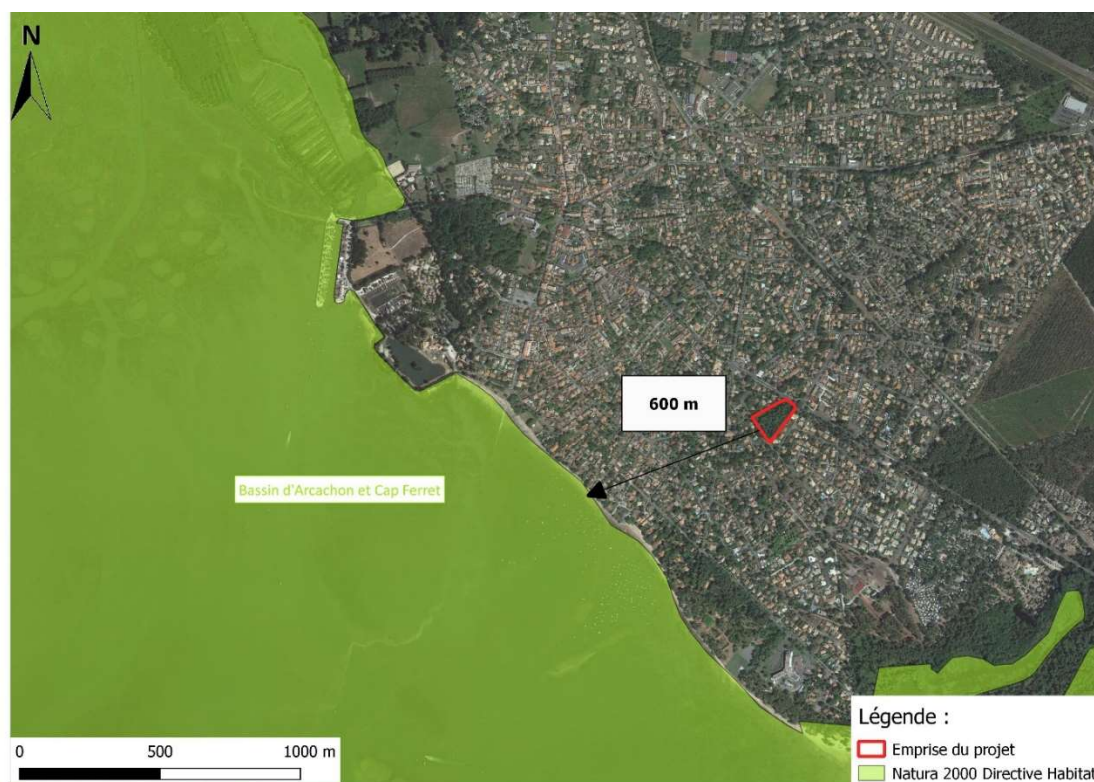 N
600 m
Bassin d'Arcachon et Cap Ferret
0 500 1000 m
Légende :
Emprise du projet
Natura 2000 Directive Habitat